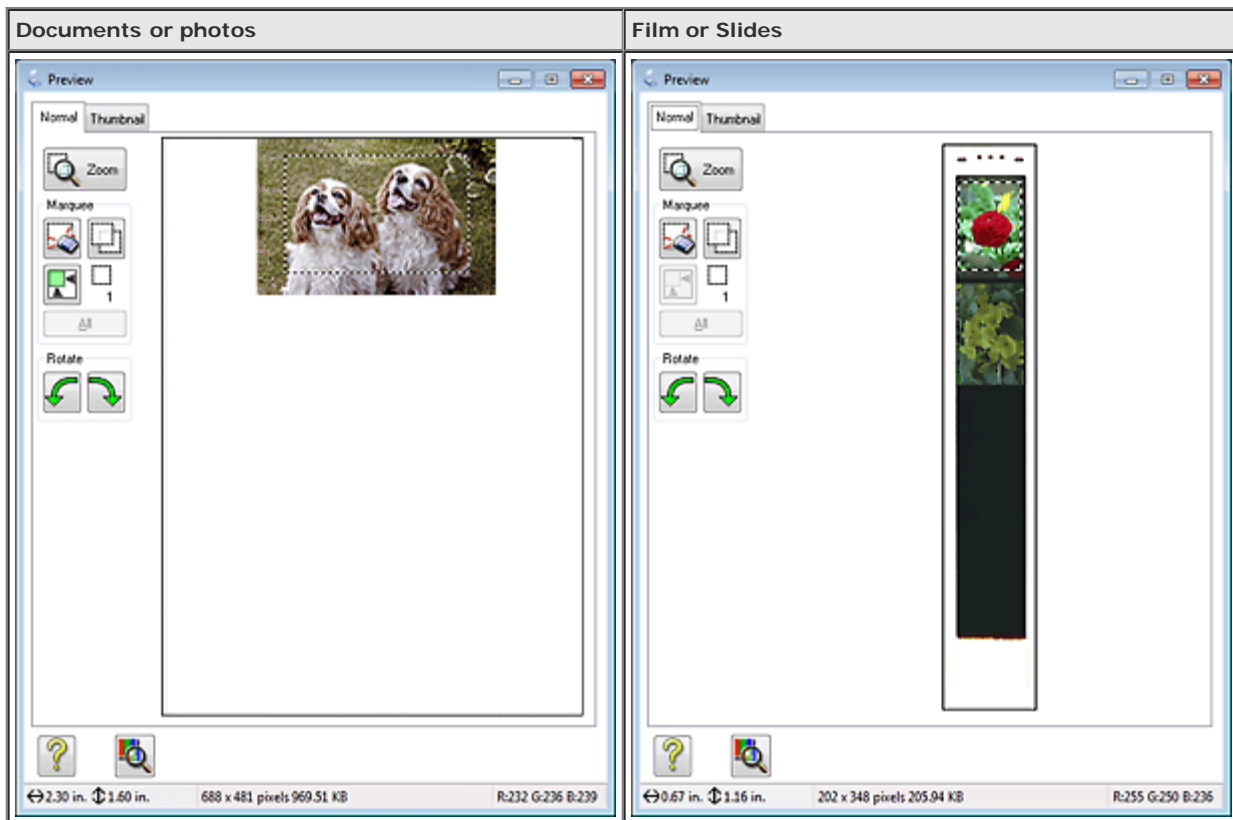 Documents or photos
Film or Slides
Preview
Normal Thumbnail
Zoom
Marquee
1
All
Rotate
2.30 in. 1.60 in. 688 x 481 pixels 969.51 KB R:232 G:236 B:239
Preview
Normal Thumbnail
Zoom
Marquee
1
All
Rotate
0.67 in. 1.16 in. 202 x 348 pixels 205.94 KB R:255 G:250 B:236